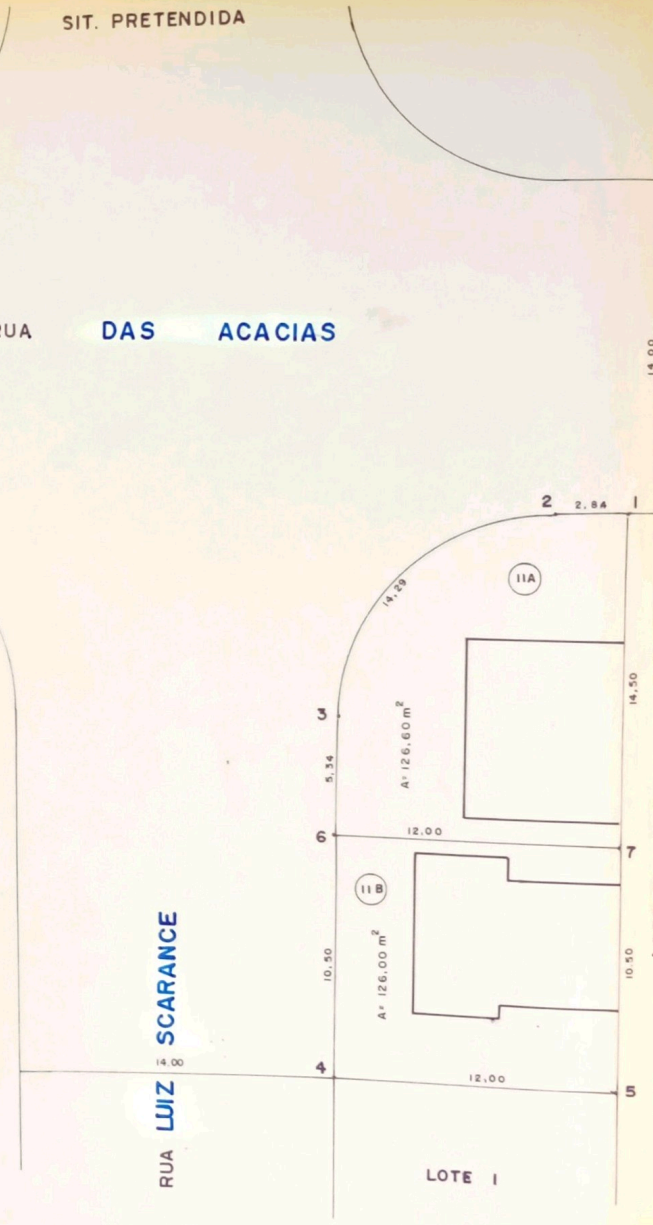 SIT. PRETENDIDA
RUA DAS ACACIAS
14.00
2 2,84 1
14,29
11A
14,50
3
A= 126,60 m²
5,34
6 12.00 7
11 B
10,50
A= 126,00 m²
10,50
RUA LUIZ SCARANCE
14.00
4 12,00 5
LOTE 1